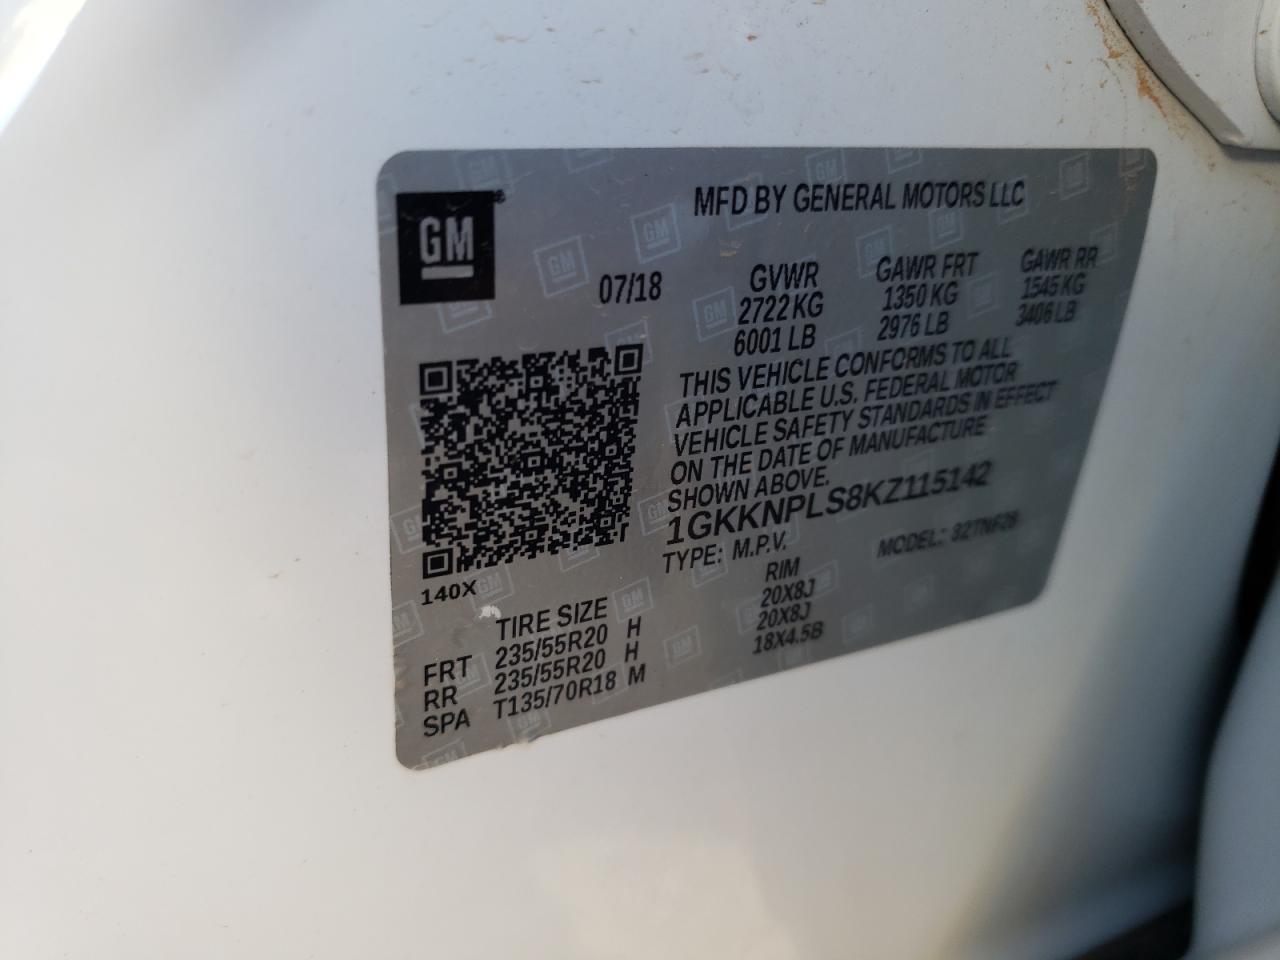 GM
MFD BY GENERAL MOTORS LLC
07/18
GVWR GAWR FRT GAWR RR
2722 KG 1350 KG 1545 KG
6001 LB 2976 LB 3406 LB
THIS VEHICLE CONFORMS TO ALL
APPLICABLE U.S. FEDERAL MOTOR
VEHICLE SAFETY STANDARDS IN EFFECT
ON THE DATE OF MANUFACTURE
SHOWN ABOVE.
1GKKNPLS8KZ115142
TYPE: M.P.V. MODEL: 32TNF26
140X
TIRE SIZE RIM
FRT 235/55R20 H 20X8J
RR 235/55R20 H 20X8J
SPA T135/70R18 M 18X4.5B